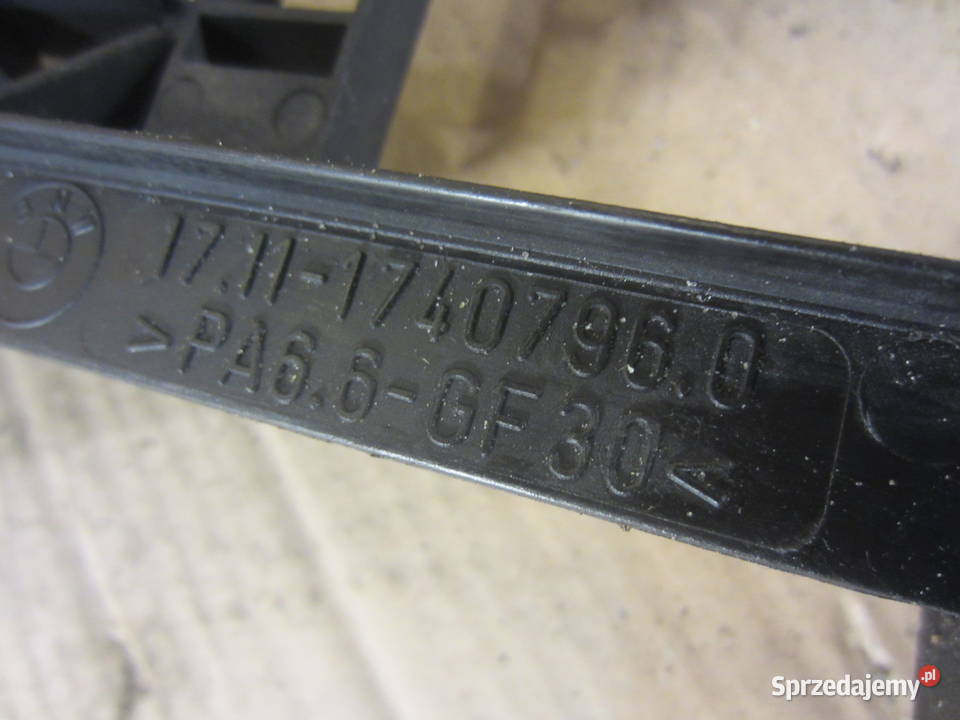 BMW
17.11-1740796.0
>PA6.6-GF30<
Sprzedajemy.pl